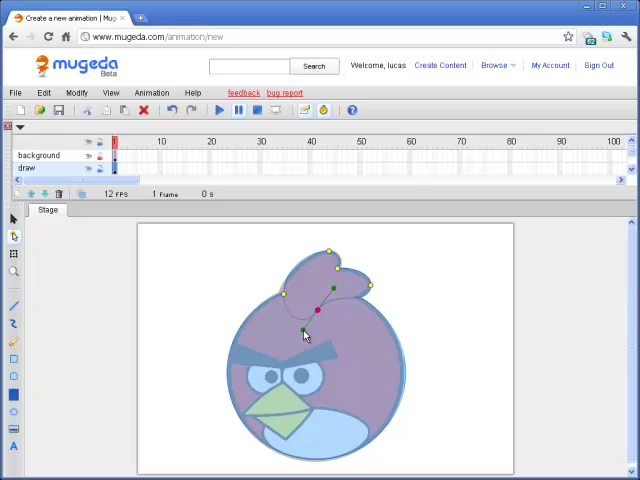 Create a new animation | Mug
www.mugeda.com/animation/new
62
mugeda
Beta
Search
Welcome, lucas
Create Content
Browse
My Account
Sign Out
File
Edit
Modify
View
Animation
Help
feedback
bug report
1 10 20 30 40 50 60 70 80 90 100
background
draw
12 FPS
1 Frame
0 s
Stage
A